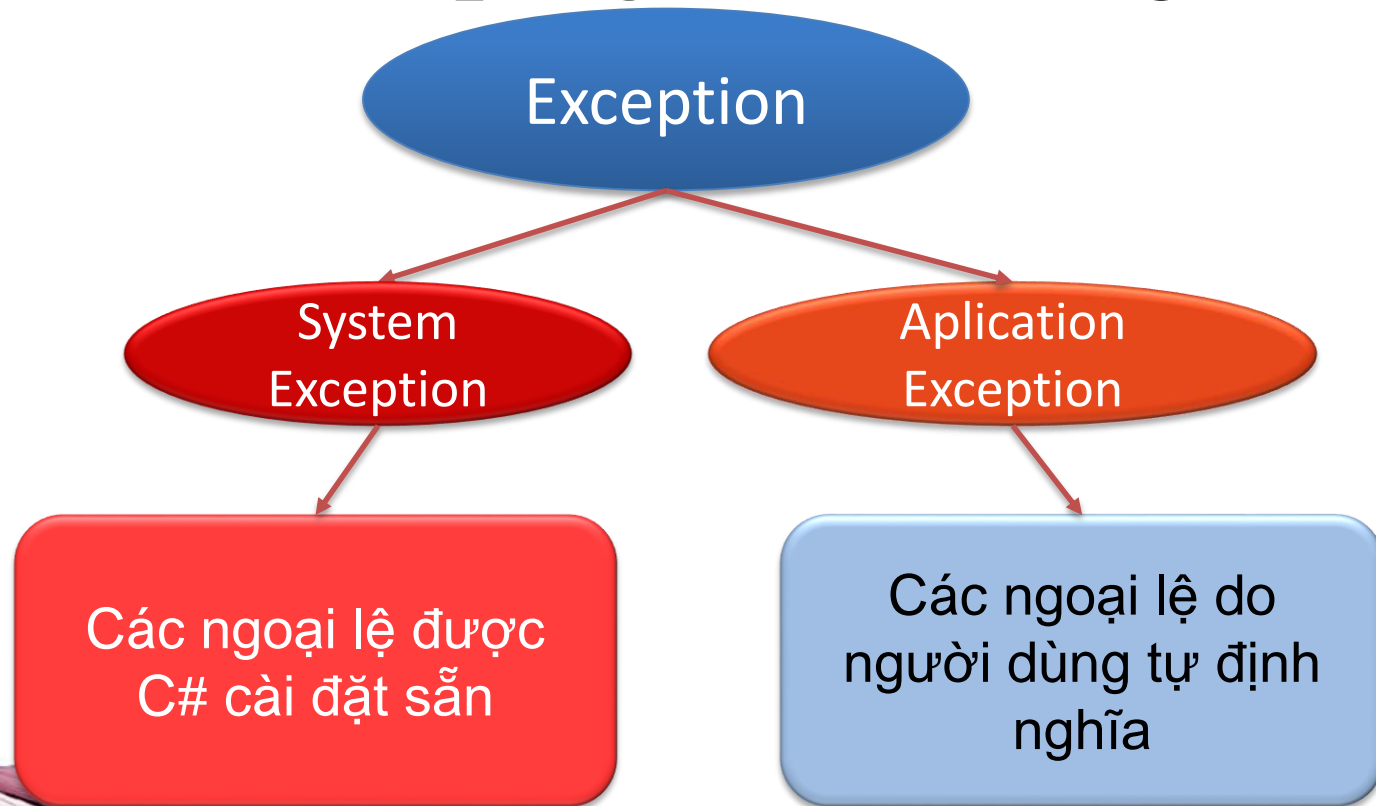 Exception
System
Exception
Aplication
Exception
Các ngoại lệ được
C# cài đặt sẵn
Các ngoại lệ do
người dùng tự định
nghĩa